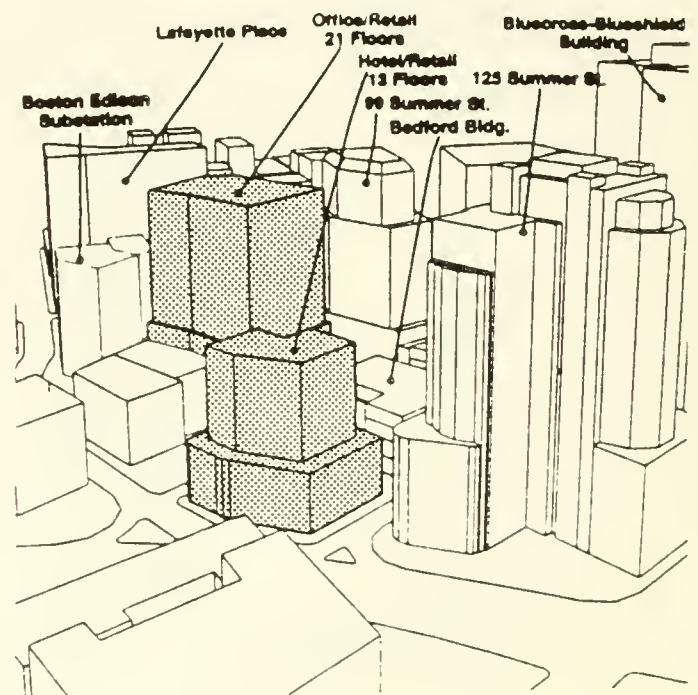 Office/Retail
21 Floors
Bluecross-Blueshield
Building
Lafayette Place
Hotel/Retail
13 Floors
125 Summer St.
Boston Edison
Substation
99 Summer St.
Bedford Bldg.